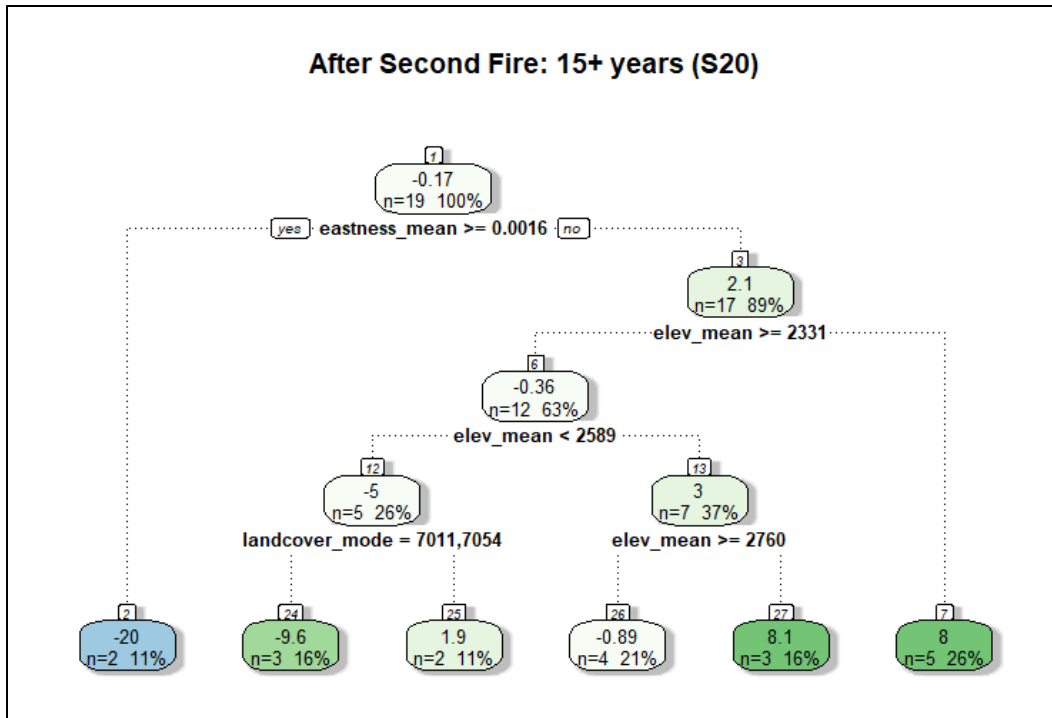 After Second Fire: 15+ years (S20)
1
-0.17
n=19 100%
yes eastness_mean >= 0.0016 no
3
2.1
n=17 89%
elev_mean >= 2331
6
-0.36
n=12 63%
elev_mean < 2589
12
-5
n=5 26%
landcover_mode = 7011,7054
13
3
n=7 37%
elev_mean >= 2760
2
-20
n=2 11%
24
-9.6
n=3 16%
25
1.9
n=2 11%
26
-0.89
n=4 21%
27
8.1
n=3 16%
7
8
n=5 26%